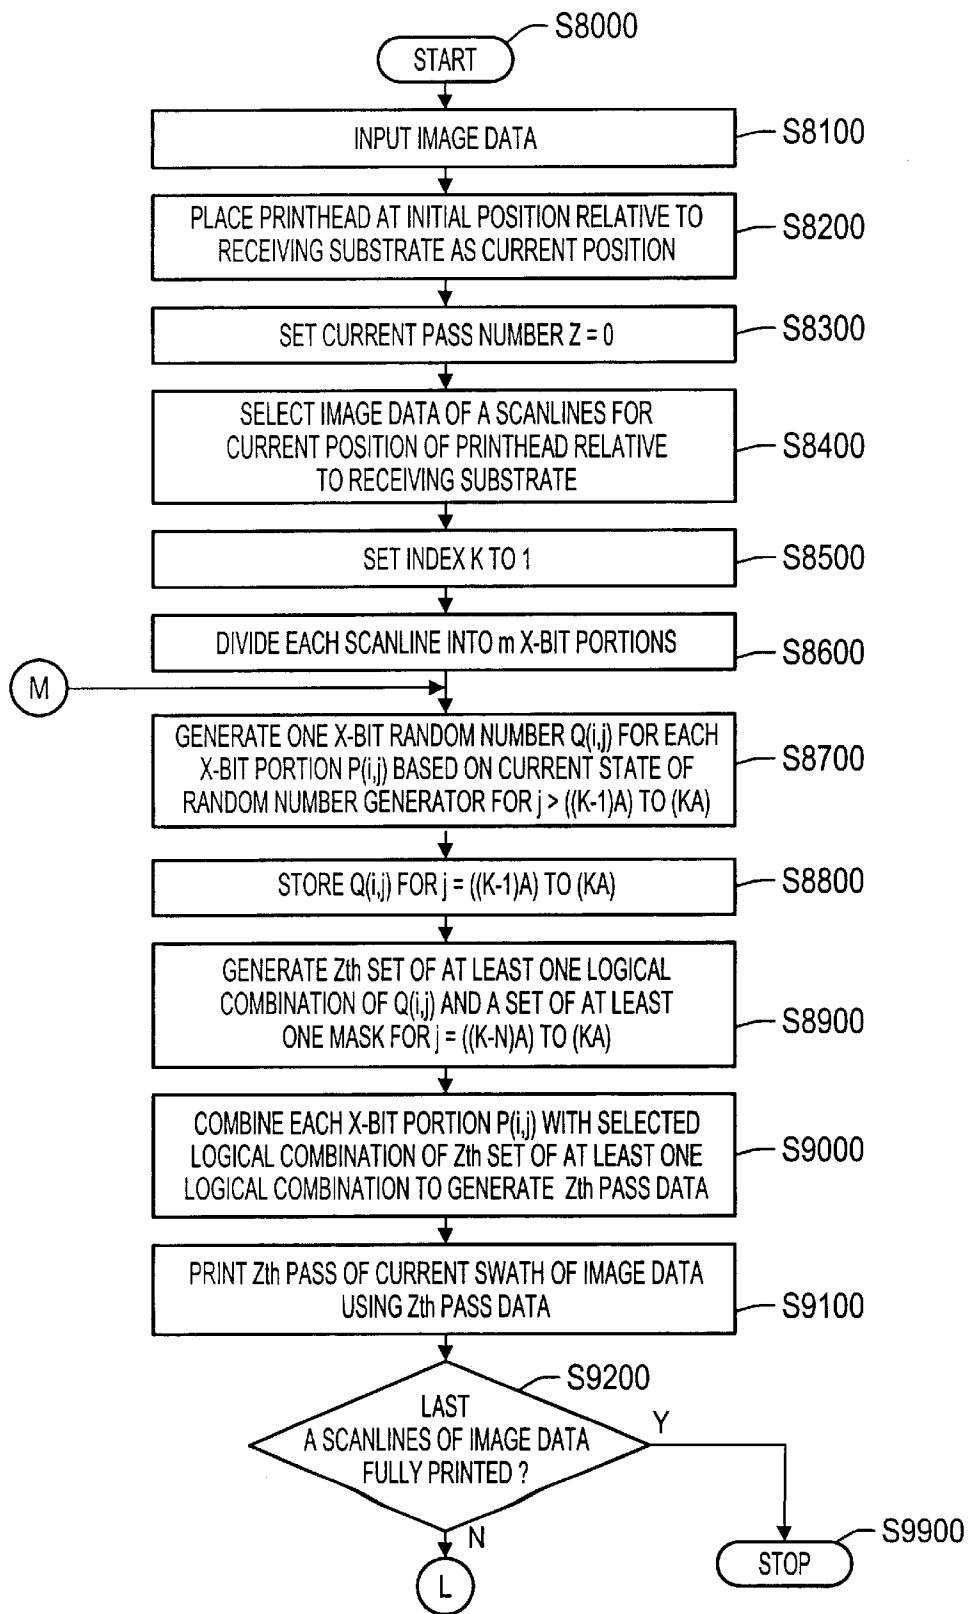 S8000
START
INPUT IMAGE DATA
S8100
PLACE PRINTHEAD AT INITIAL POSITION RELATIVE TO
RECEIVING SUBSTRATE AS CURRENT POSITION
S8200
SET CURRENT PASS NUMBER Z = 0
S8300
SELECT IMAGE DATA OF A SCANLINES FOR
CURRENT POSITION OF PRINTHEAD RELATIVE
TO RECEIVING SUBSTRATE
S8400
SET INDEX K TO 1
S8500
DIVIDE EACH SCANLINE INTO m X-BIT PORTIONS
S8600
M
GENERATE ONE X-BIT RANDOM NUMBER Q(i,j) FOR EACH
X-BIT PORTION P(i,j) BASED ON CURRENT STATE OF
RANDOM NUMBER GENERATOR FOR j > ((K-1)A) TO (KA)
S8700
STORE Q(i,j) FOR j = ((K-1)A) TO (KA)
S8800
GENERATE Zth SET OF AT LEAST ONE LOGICAL
COMBINATION OF Q(i,j) AND A SET OF AT LEAST
ONE MASK FOR j = ((K-N)A) TO (KA)
S8900
COMBINE EACH X-BIT PORTION P(i,j) WITH SELECTED
LOGICAL COMBINATION OF Zth SET OF AT LEAST ONE
LOGICAL COMBINATION TO GENERATE Zth PASS DATA
S9000
PRINT Zth PASS OF CURRENT SWATH OF IMAGE DATA
USING Zth PASS DATA
S9100
S9200
LAST
A SCANLINES OF IMAGE DATA
FULLY PRINTED ?
Y
N
S9900
STOP
L